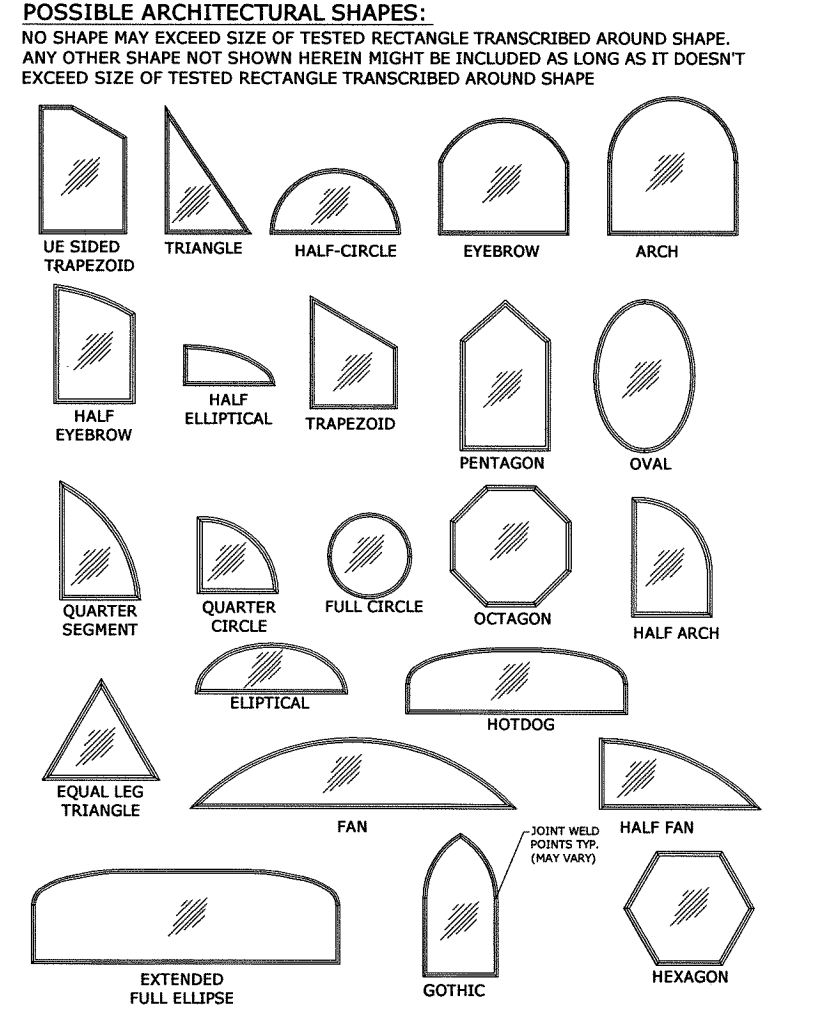 POSSIBLE ARCHITECTURAL SHAPES:
NO SHAPE MAY EXCEED SIZE OF TESTED RECTANGLE TRANSCRIBED AROUND SHAPE.
ANY OTHER SHAPE NOT SHOWN HEREIN MIGHT BE INCLUDED AS LONG AS IT DOESN'T
EXCEED SIZE OF TESTED RECTANGLE TRANSCRIBED AROUND SHAPE
UE SIDED
TRAPEZOID
TRIANGLE
HALF-CIRCLE
EYEBROW
ARCH
HALF
EYEBROW
HALF
ELLIPTICAL
TRAPEZOID
PENTAGON
OVAL
QUARTER
SEGMENT
QUARTER
CIRCLE
FULL CIRCLE
OCTAGON
HALF ARCH
ELIPTICAL
HOTDOG
EQUAL LEG
TRIANGLE
FAN
HALF FAN
JOINT WELD
POINTS TYP.
(MAY VARY)
EXTENDED
FULL ELLIPSE
GOTHIC
HEXAGON